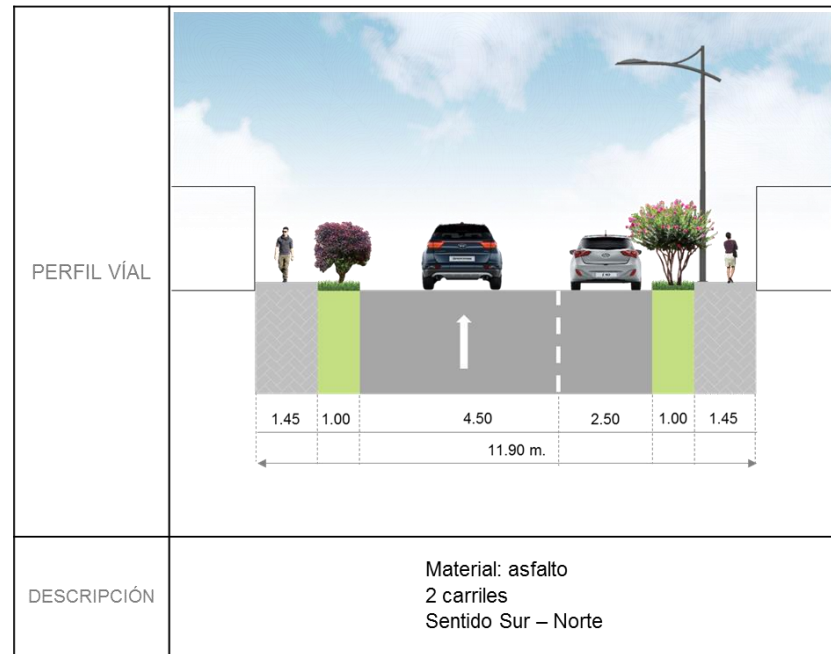 PERFIL VÍAL
1.45 1.00 4.50 2.50 1.00 1.45
11.90 m.
DESCRIPCIÓN
Material: asfalto
2 carriles
Sentido Sur – Norte